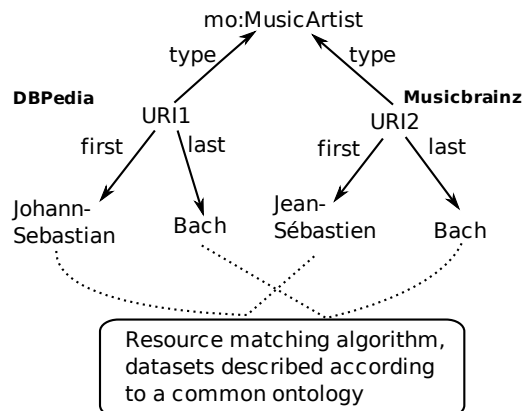 mo:MusicArtist
type
type
DBPedia
Musicbrainz
URI1
URI2
first
last
first
last
Johann-
Sebastian
Bach
Jean-
Sébastien
Bach
Resource matching algorithm,
datasets described according
to a common ontology